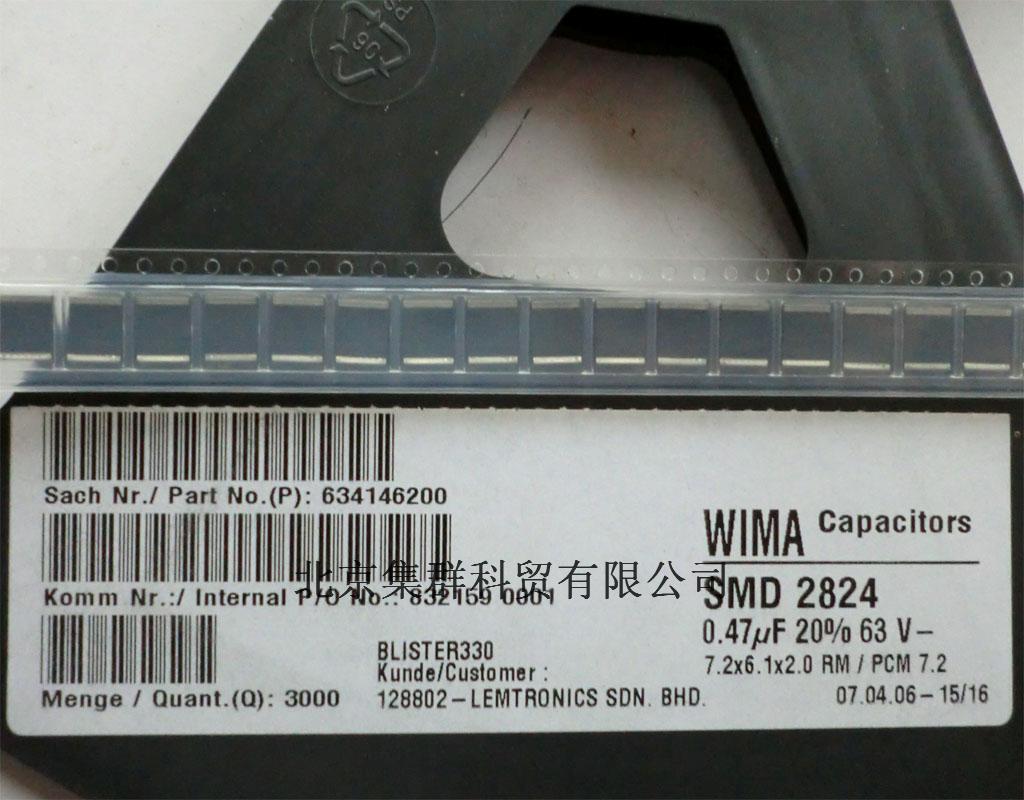 06
PS
Sach Nr./ Part No.(P): 634146200
Komm Nr.:/ Internal P/O No.: 832159 0001
Menge / Quant.(Q): 3000
BLISTER330
Kunde/Customer :
128802-LEMTRONICS SDN. BHD.
WIMA Capacitors
SMD 2824
0.47µF 20% 63 V-
7.2x6.1x2.0 RM / PCM 7.2
07.04.06-15/16
北京集群科贸有限公司